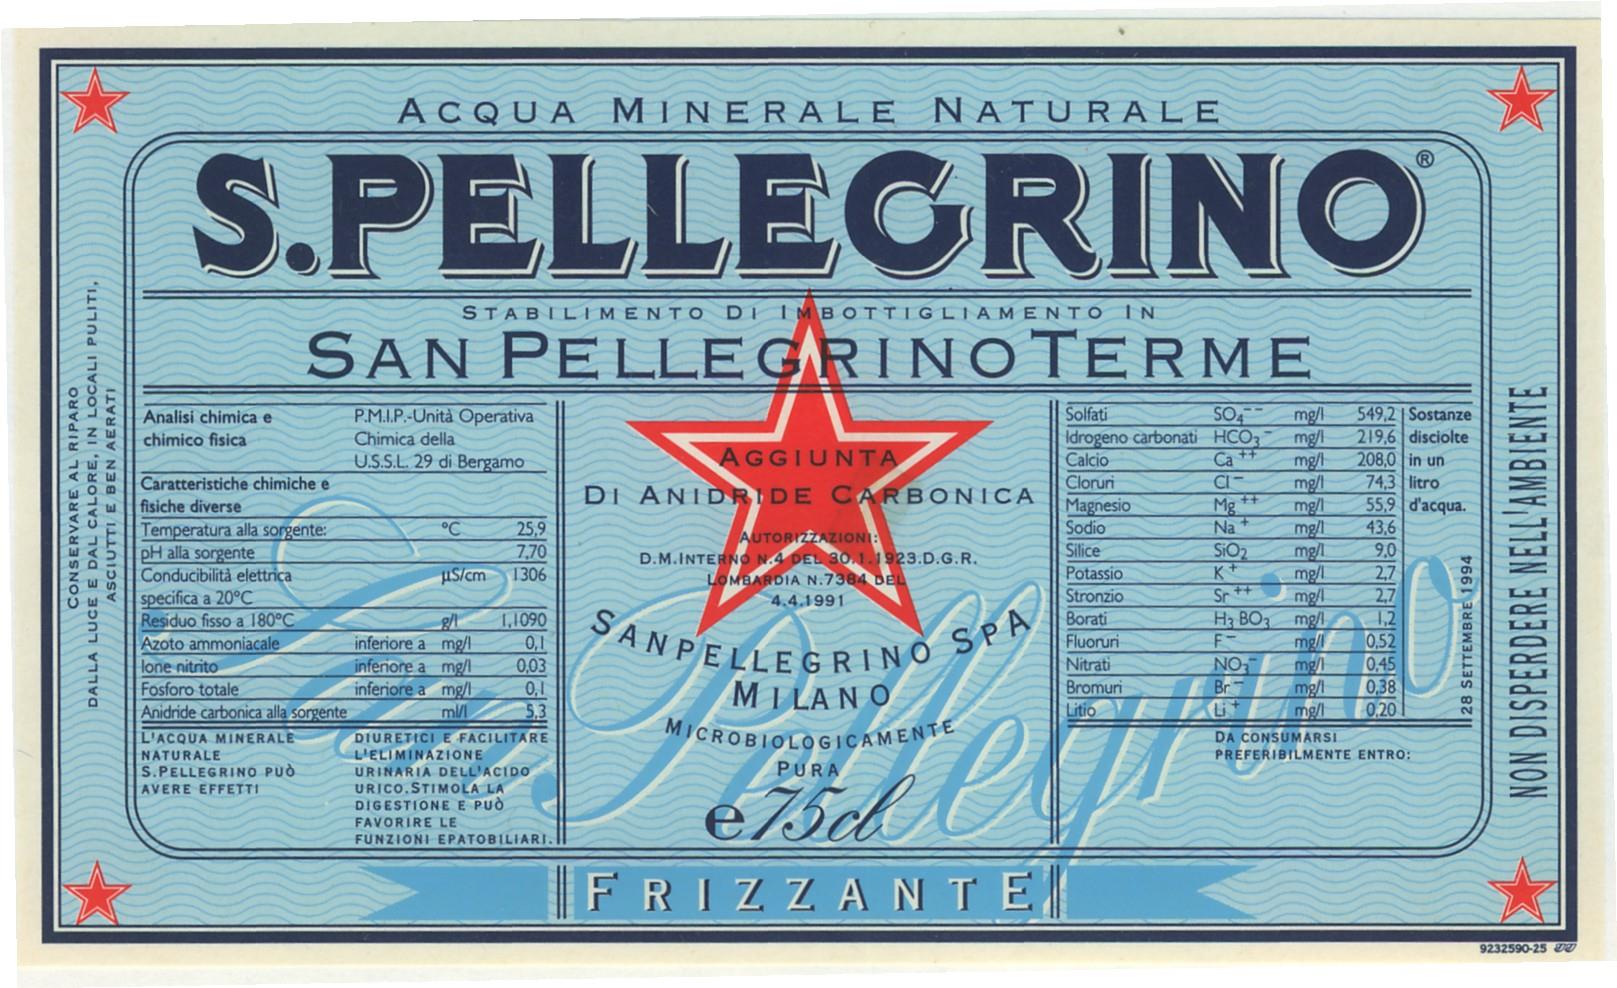 ACQUA MINERALE NATURALE
S.PELLEGRINO®
STABILIMENTO DI IMBOTTIGLIAMENTO IN
SAN PELLEGRINO TERME
CONSERVARE AL RIPARO
DALLA LUCE E DAL CALORE, IN LOCALI PULITI,
ASCIUTTI E BEN AERATI
Analisi chimica e P.M.I.P.-Unità Operativa
chimico fisica Chimica della
U.S.S.L. 29 di Bergamo
Caratteristiche chimiche e
fisiche diverse
Temperatura alla sorgente: °C 25,9
pH alla sorgente 7,70
Conducibilità elettrica µS/cm 1306
specifica a 20°C
Residuo fisso a 180°C g/l 1,1090
Azoto ammoniacale inferiore a mg/l 0,1
Ione nitrito inferiore a mg/l 0,03
Fosforo totale inferiore a mg/l 0,1
Anidride carbonica alla sorgente ml/l 5,3
L'ACQUA MINERALE
NATURALE
S.PELLEGRINO PUÒ
AVERE EFFETTI
DIURETICI E FACILITARE
L'ELIMINAZIONE
URINARIA DELL'ACIDO
URICO.STIMOLA LA
DIGESTIONE E PUÒ
FAVORIRE LE
FUNZIONI EPATOBILIARI.
AGGIUNTA
DI ANIDRIDE CARBONICA
AUTORIZZAZIONI:
D.M.INTERNO N.4 DEL 30.1.1923.D.G.R.
LOMBARDIA N.7384 DEL
4.4.1991
SANPELLEGRINO SPA
MILANO
MICROBIOLOGICAMENTE
PURA
e 75cl
San Pellegrino
Solfati SO4-- mg/l 549,2
Idrogeno carbonati HCO3- mg/l 219,6
Calcio Ca++ mg/l 208,0
Cloruri Cl- mg/l 74,3
Magnesio Mg++ mg/l 55,9
Sodio Na+ mg/l 43,6
Silice SiO2 mg/l 9,0
Potassio K+ mg/l 2,7
Stronzio Sr++ mg/l 2,7
Borati H3BO3 mg/l 1,2
Fluoruri F- mg/l 0,52
Nitrati NO3- mg/l 0,45
Bromuri Br- mg/l 0,38
Litio Li+ mg/l 0,20
Sostanze
disciolte
in un
litro
d'acqua.
28 SETTEMBRE 1994
DA CONSUMARSI
PREFERIBILMENTE ENTRO:
NON DISPERDERE NELL'AMBIENTE
FRIZZANTE
9232590-25